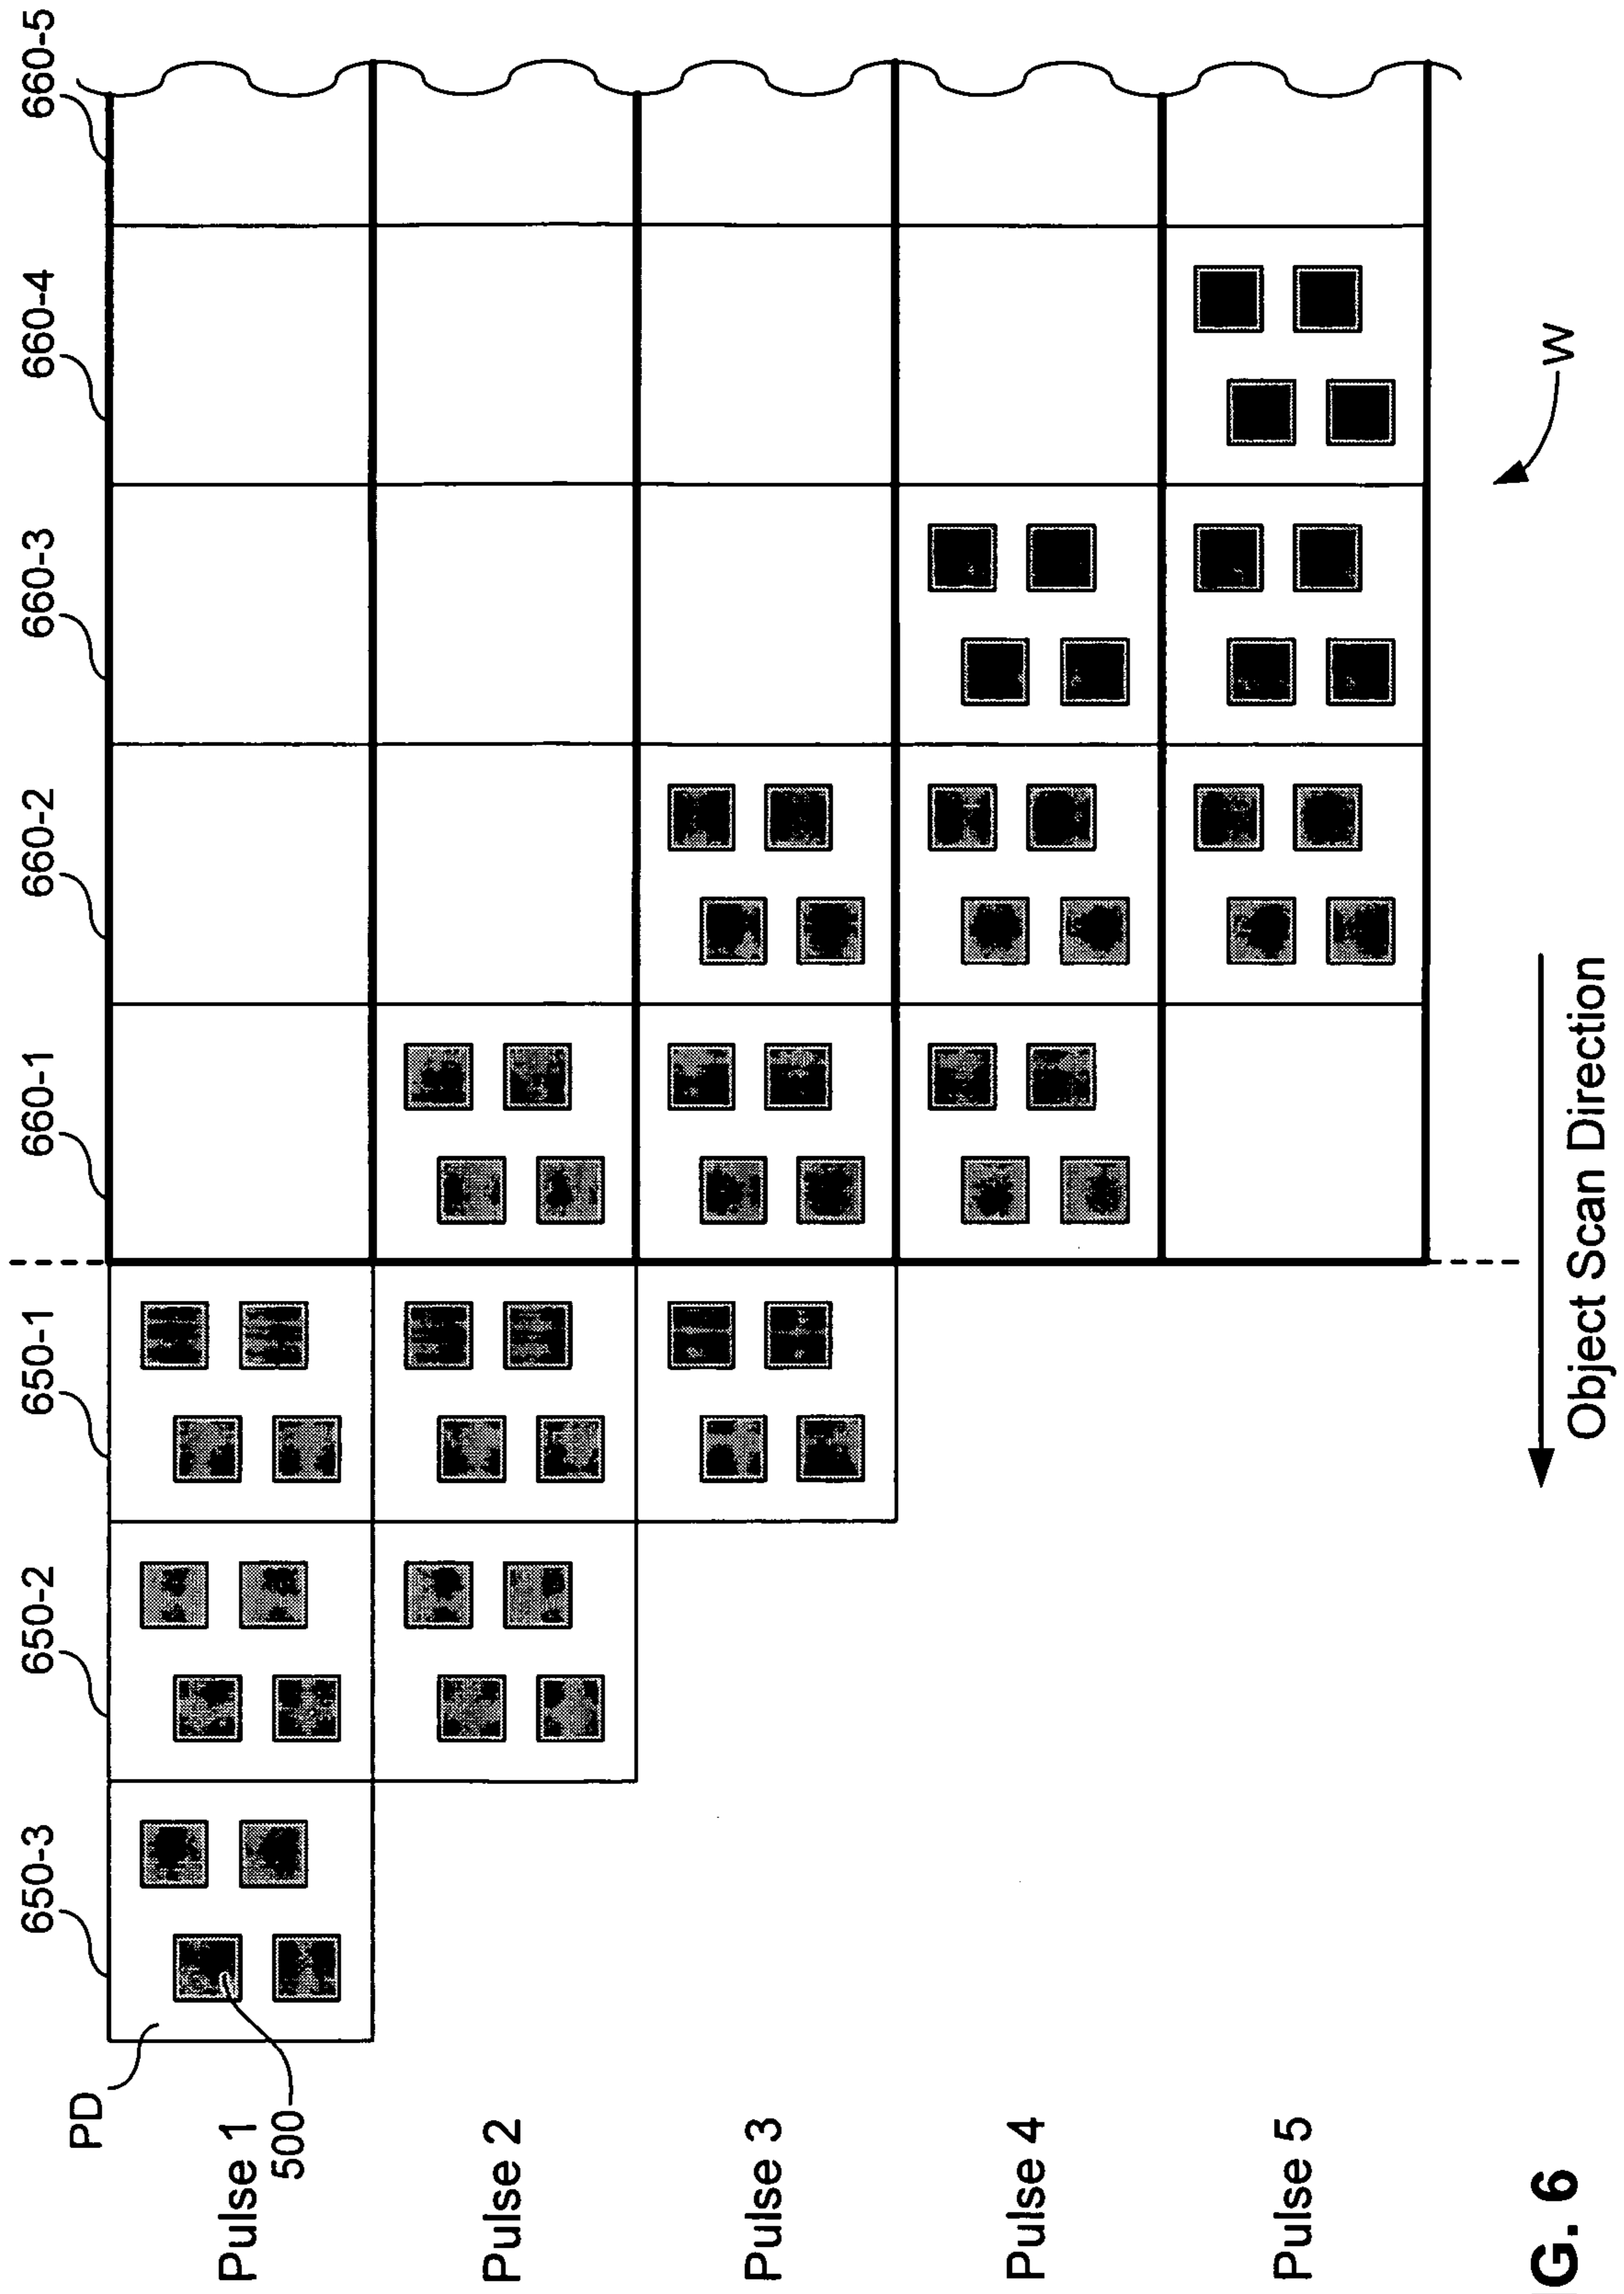 650-3
650-2
650-1
660-1
660-2
660-3
660-4
660-5
PD
Pulse 1
500
Pulse 2
Pulse 3
Pulse 4
Pulse 5
W
Object Scan Direction
G. 6